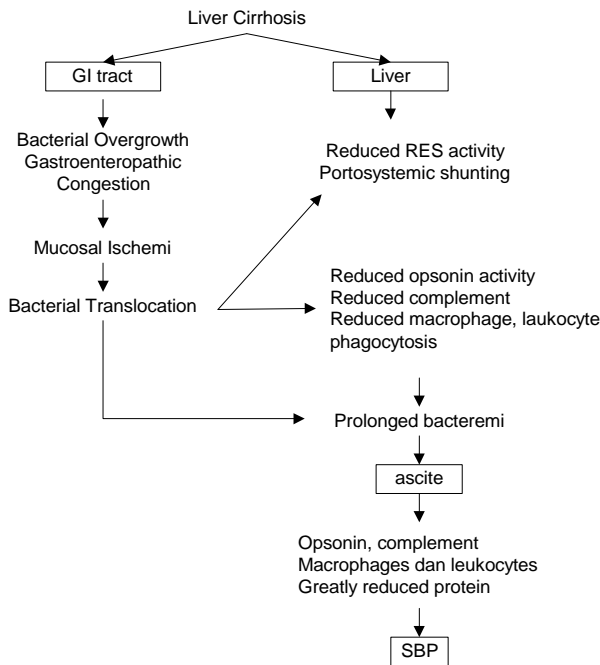 Liver Cirrhosis
GI tract
Liver
Bacterial Overgrowth
Gastroenteropathic
Congestion
Reduced RES activity
Portosystemic shunting
Mucosal Ischemi
Bacterial Translocation
Reduced opsonin activity
Reduced complement
Reduced macrophage, laukocyte
phagocytosis
Prolonged bacteremi
ascite
Opsonin, complement
Macrophages dan leukocytes
Greatly reduced protein
SBP